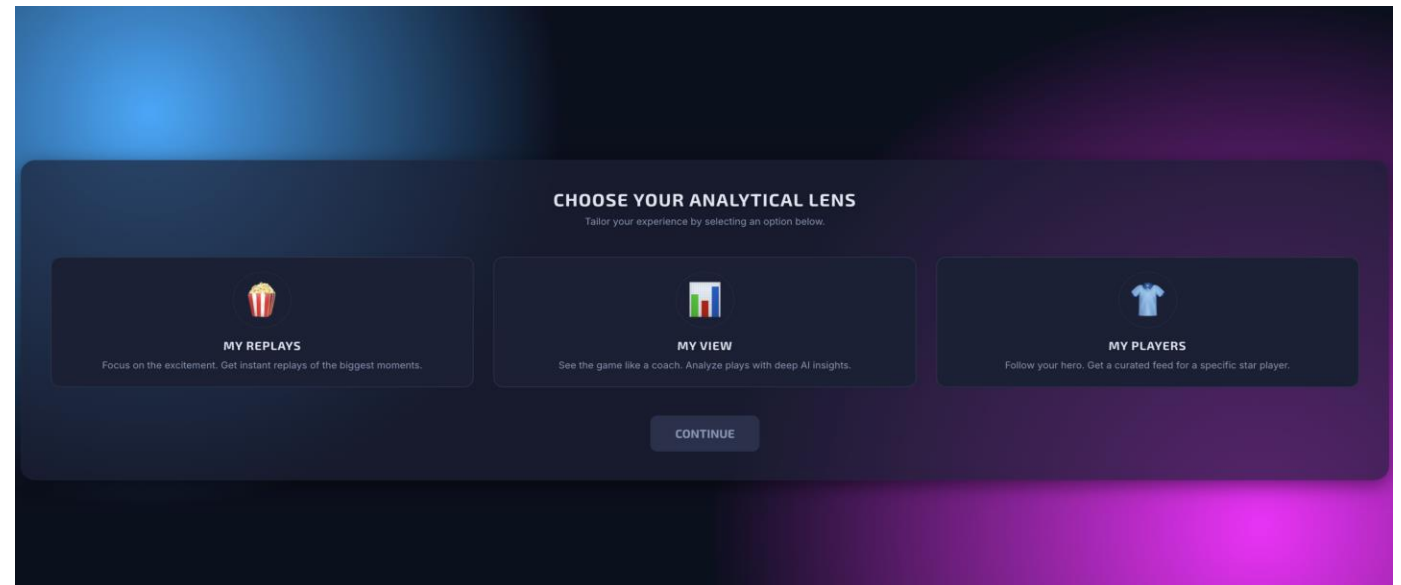 CHOOSE YOUR ANALYTICAL LENS
Tailor your experience by selecting an option below.
MY REPLAYS
Focus on the excitement. Get instant replays of the biggest moments.
MY VIEW
See the game like a coach. Analyze plays with deep AI insights.
MY PLAYERS
Follow your hero. Get a curated feed for a specific star player.
CONTINUE